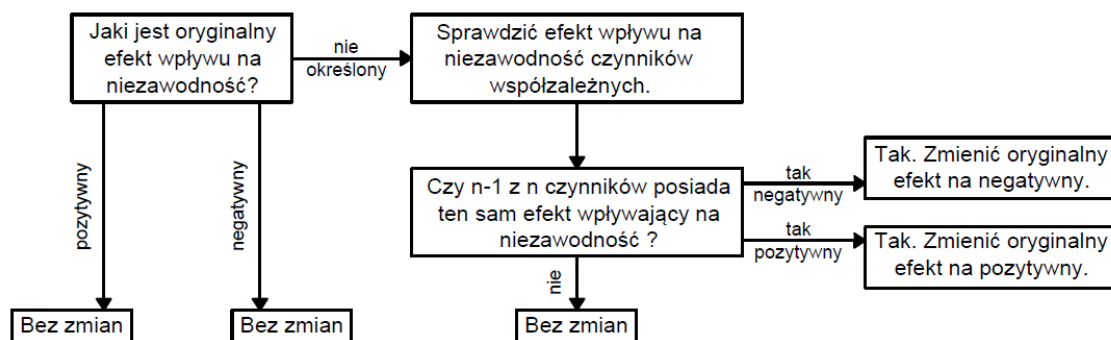 Jaki jest oryginalny
efekt wpływu na
niezawodność?
nie
określony
Sprawdzić efekt wpływu na
niezawodność czynników
współzależnych.
pozytywny
negatywny
Czy n-1 z n czynników posiada
ten sam efekt wpływający na
niezawodność ?
tak
negatywny
Tak. Zmienić oryginalny
efekt na negatywny.
tak
pozytywny
Tak. Zmienić oryginalny
efekt na pozytywny.
nie
Bez zmian
Bez zmian
Bez zmian